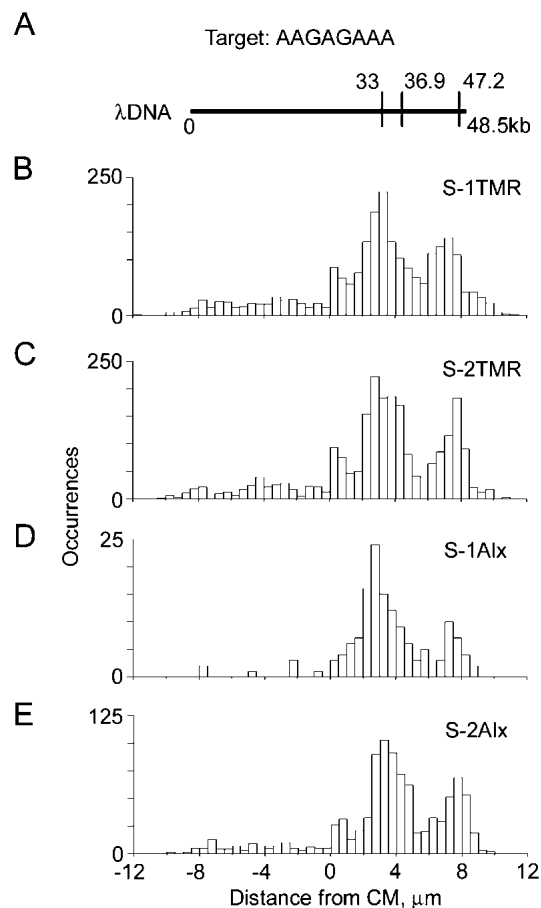 A
Target: AAGAGAAA
33 36.9 47.2
λDNA
0 48.5kb
B
250
S-1TMR
0
C
250
S-2TMR
0
Occurrences
D
25
S-1Alx
0
E
125
S-2Alx
0
-12 -8 -4 0 4 8 12
Distance from CM, μm